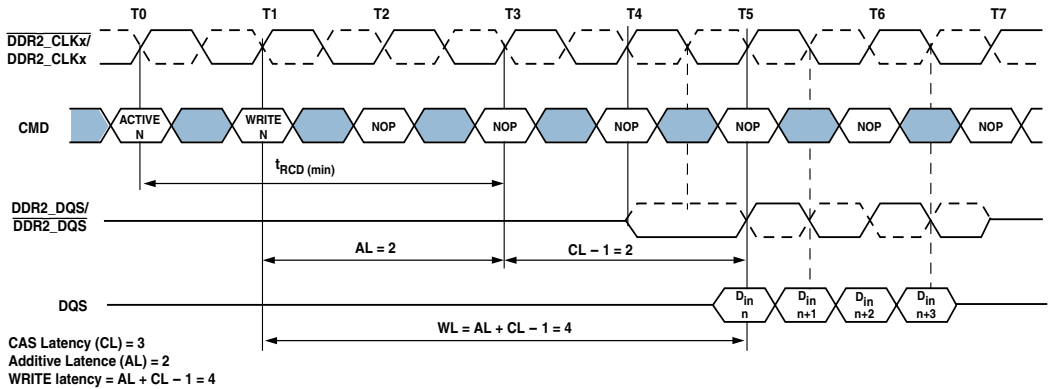 T0 T1 T2 T3 T4 T5 T6 T7
DDR2_CLKx/
DDR2_CLKx
CMD
ACTIVE
N
WRITE
N
NOP NOP NOP NOP NOP NOP
tRCD (min)
DDR2_DQS/
DDR2_DQS
AL = 2
CL – 1 = 2
DQS
Din
n
Din
n+1
Din
n+2
Din
n+3
WL = AL + CL – 1 = 4
CAS Latency (CL) = 3
Additive Latence (AL) = 2
WRITE latency = AL + CL – 1 = 4